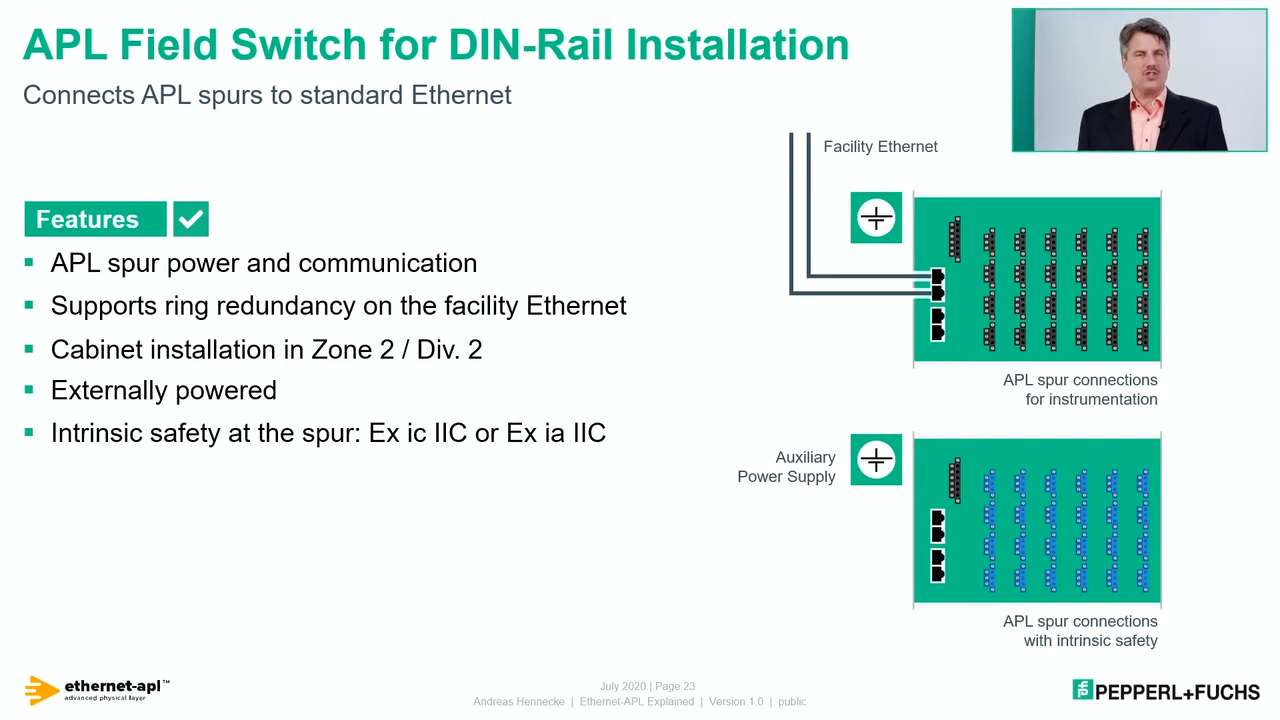 APL Field Switch for DIN-Rail Installation
Connects APL spurs to standard Ethernet
Facility Ethernet
Features
APL spur power and communication
Supports ring redundancy on the facility Ethernet
Cabinet installation in Zone 2 / Div. 2
Externally powered
Intrinsic safety at the spur: Ex ic IIC or Ex ia IIC
APL spur connections
for instrumentation
Auxiliary
Power Supply
APL spur connections
with intrinsic safety
ethernet-apl™
advanced physical layer
July 2020 | Page 23
Andreas Hennecke | Ethernet-APL Explained | Version 1.0 | public
PEPPERL+FUCHS